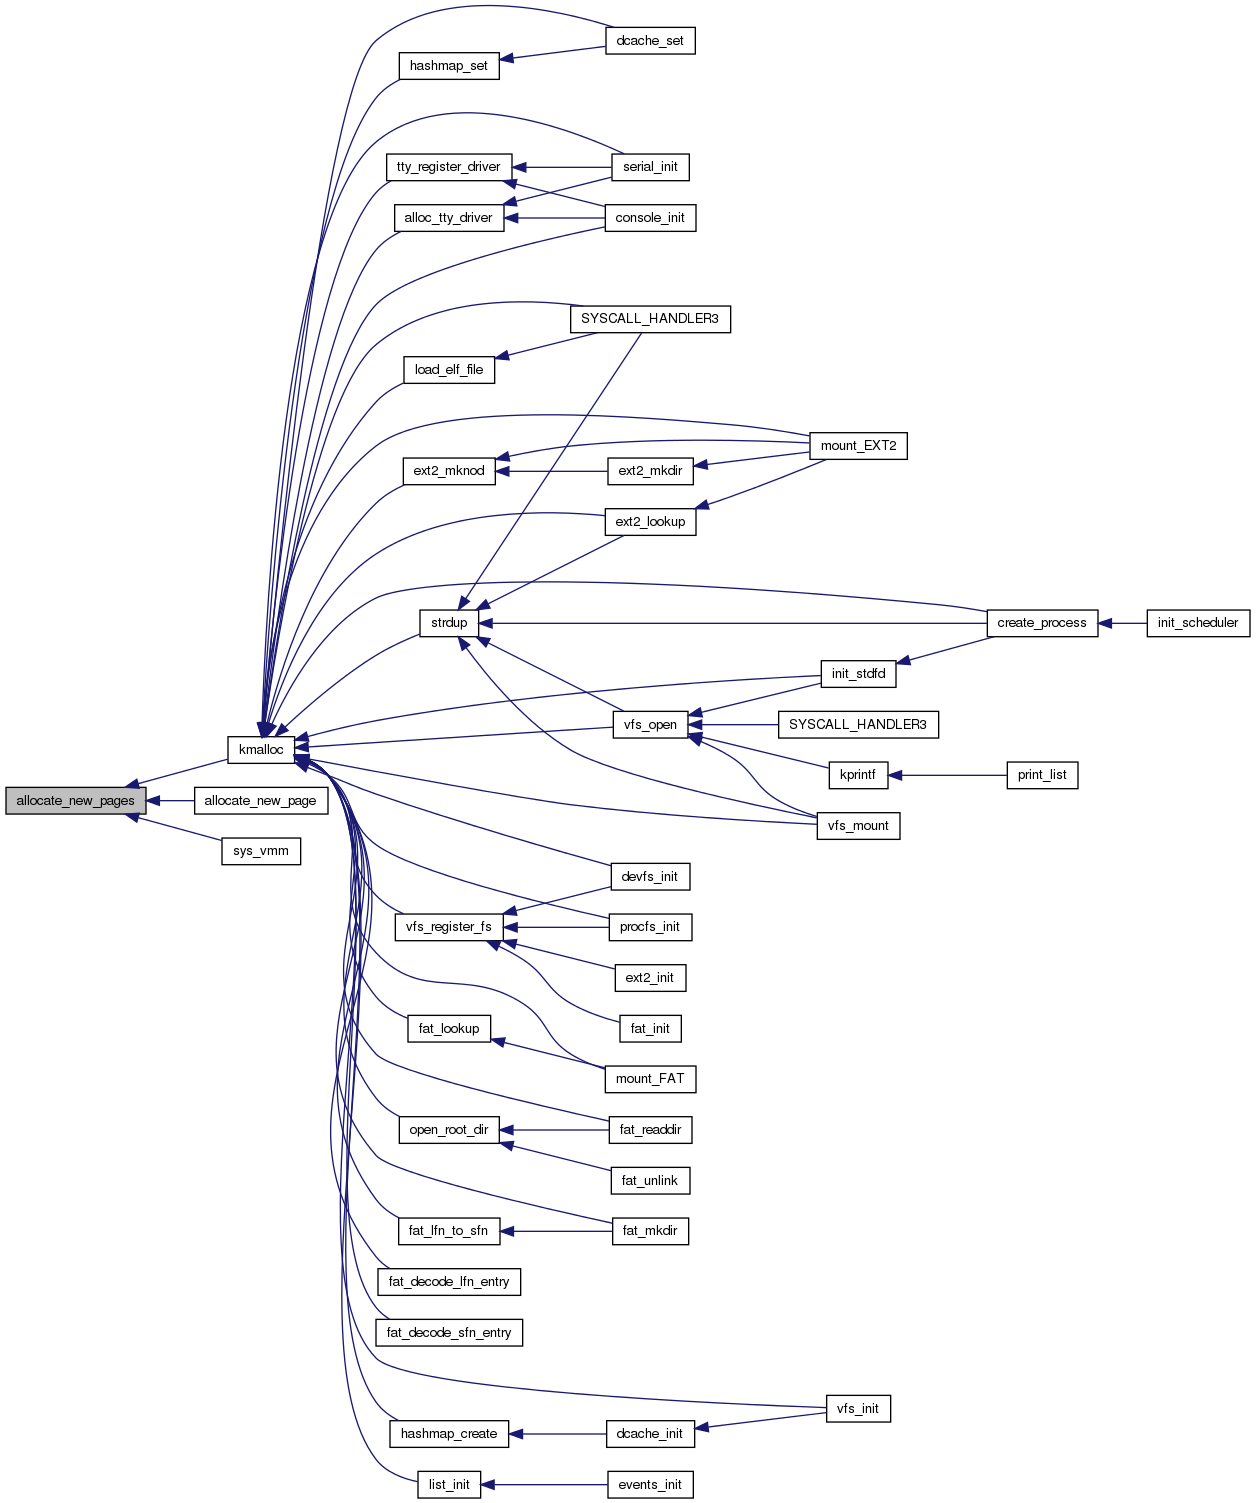 dcache_set
hashmap_set
tty_register_driver
serial_init
alloc_tty_driver
console_init
SYSCALL_HANDLER3
load_elf_file
mount_EXT2
ext2_mknod
ext2_mkdir
ext2_lookup
strdup
create_process
init_scheduler
init_stdfd
vfs_open
SYSCALL_HANDLER3
kmalloc
kprintf
print_list
allocate_new_pages
allocate_new_page
vfs_mount
sys_vmm
devfs_init
vfs_register_fs
procfs_init
ext2_init
fat_lookup
fat_init
mount_FAT
open_root_dir
fat_readdir
fat_unlink
fat_lfn_to_sfn
fat_mkdir
fat_decode_lfn_entry
fat_decode_sfn_entry
vfs_init
hashmap_create
dcache_init
list_init
events_init